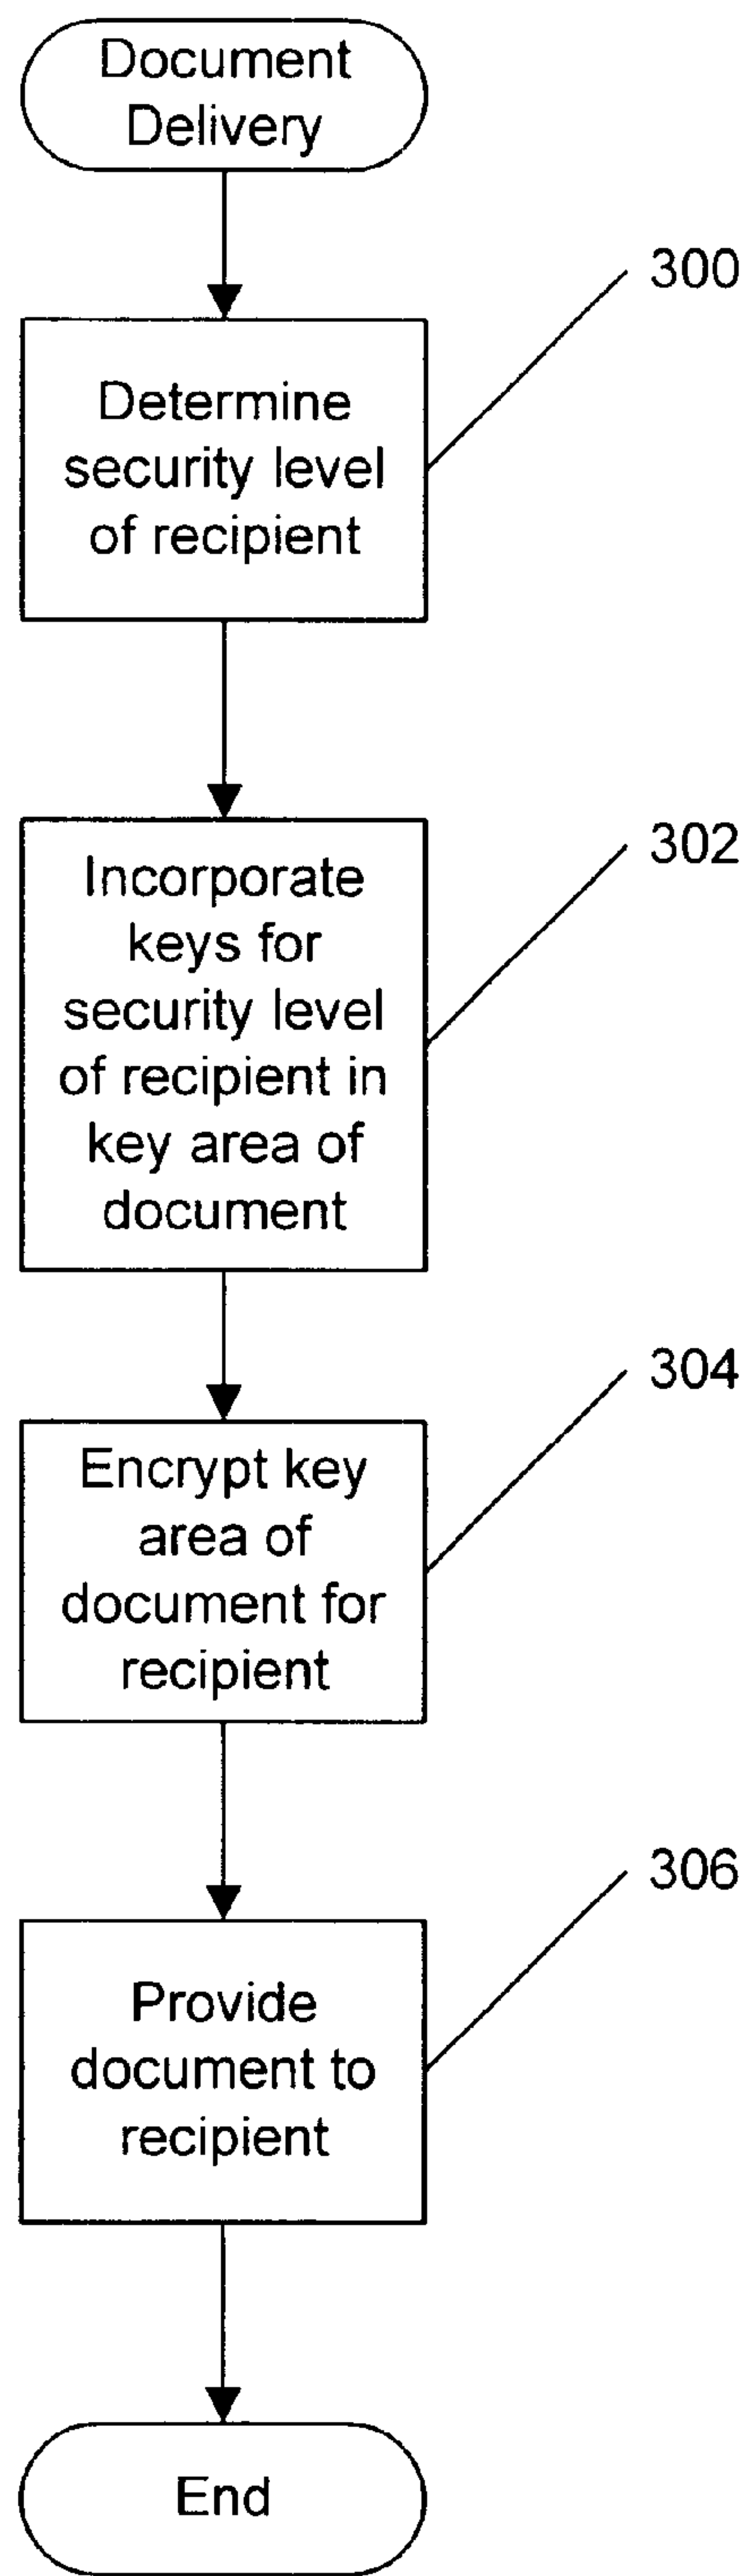 Document
Delivery
300
Determine
security level
of recipient
302
Incorporate
keys for
security level
of recipient in
key area of
document
304
Encrypt key
area of
document for
recipient
306
Provide
document to
recipient
End